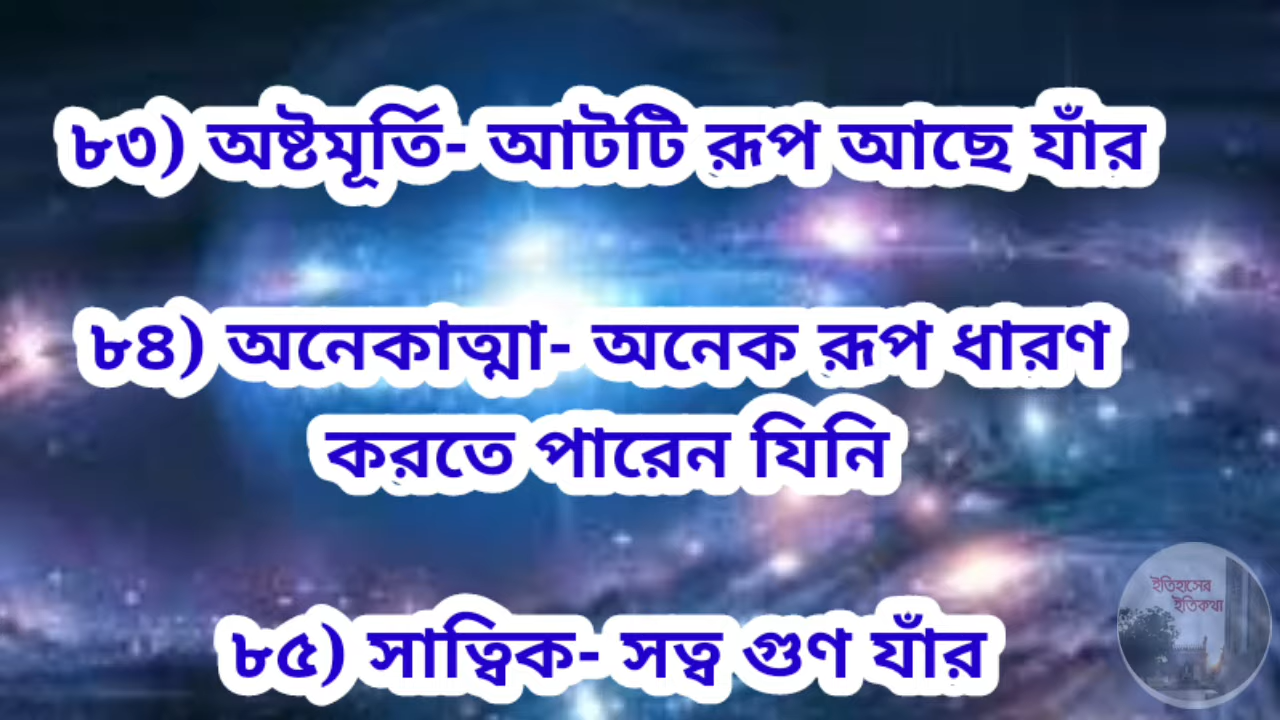 ৮৩) অষ্টমূর্তি- আটটি রূপ আছে যাঁর
৮৪) অনেকাত্মা- অনেক রূপ ধারণ
করতে পারেন যিনি
৮৫) সাত্বিক- সত্ব গুণ যাঁর
ইতিহাসের
ইতিকথা